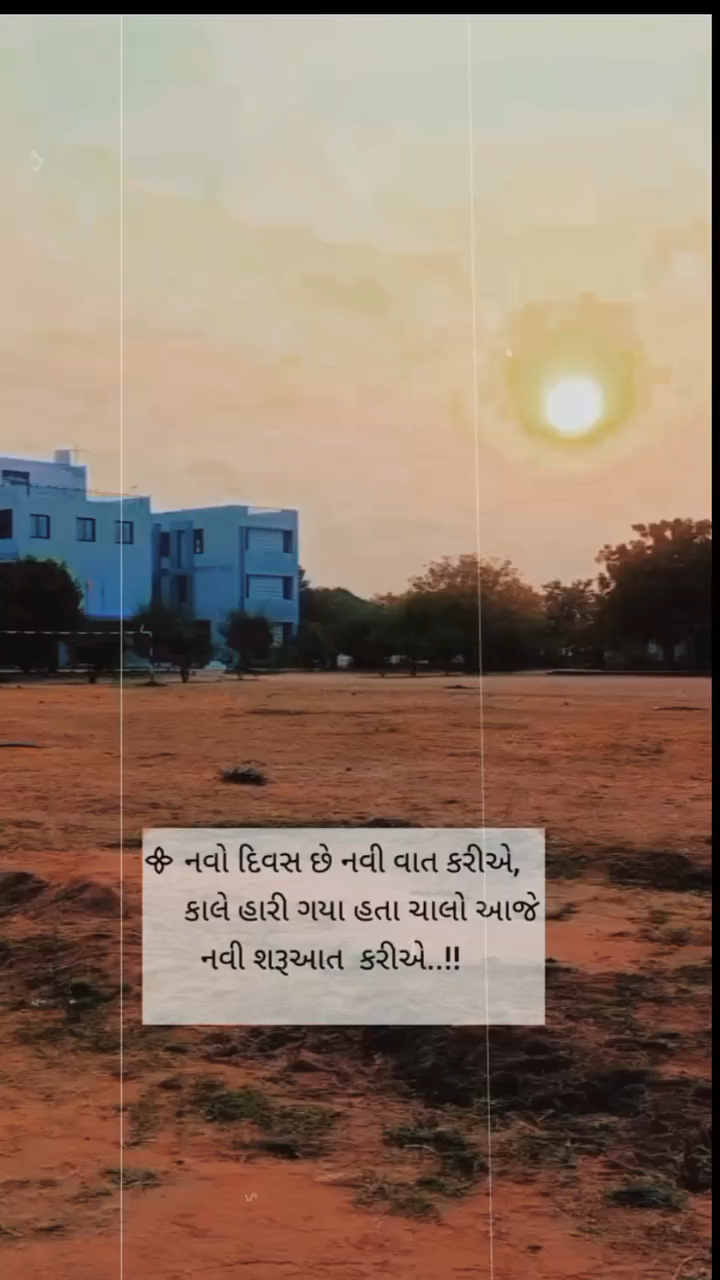 નવો દિવસ છે નવી વાત કરીએ,
કાલે હારી ગયા હતા ચાલો આજે
નવી શરૂઆત કરીએ..!!